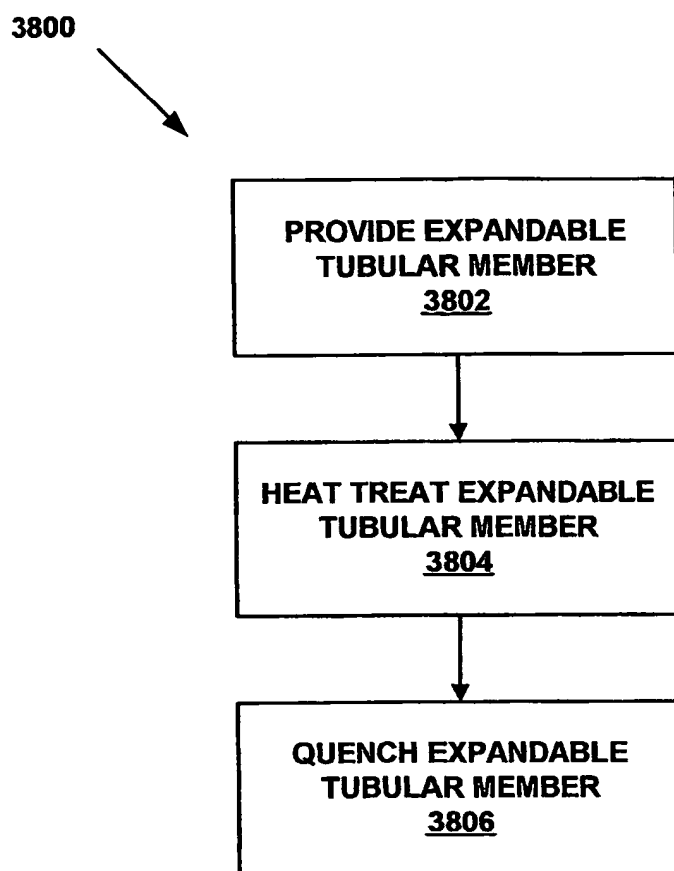 3800
PROVIDE EXPANDABLE
TUBULAR MEMBER
3802
HEAT TREAT EXPANDABLE
TUBULAR MEMBER
3804
QUENCH EXPANDABLE
TUBULAR MEMBER
3806